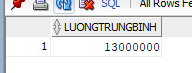 SQL | All Rows Fe
LUONGTRUNGBINH
1 13000000